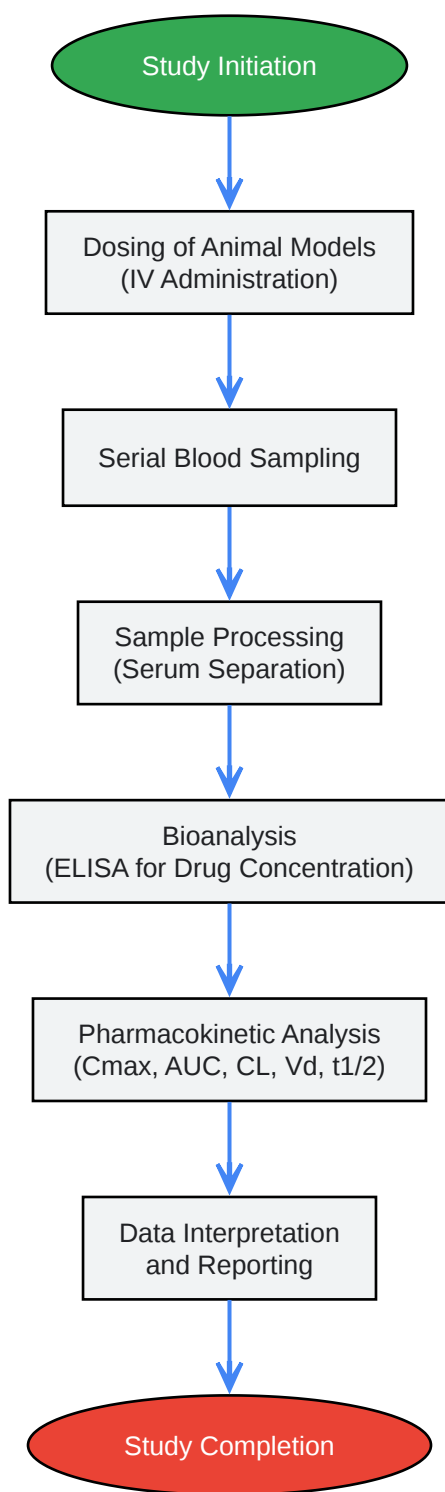 Study Initiation
Dosing of Animal Models
(IV Administration)
Serial Blood Sampling
Sample Processing
(Serum Separation)
Bioanalysis
(ELISA for Drug Concentration)
Pharmacokinetic Analysis
(Cmax, AUC, CL, Vd, t1/2)
Data Interpretation
and Reporting
Study Completion